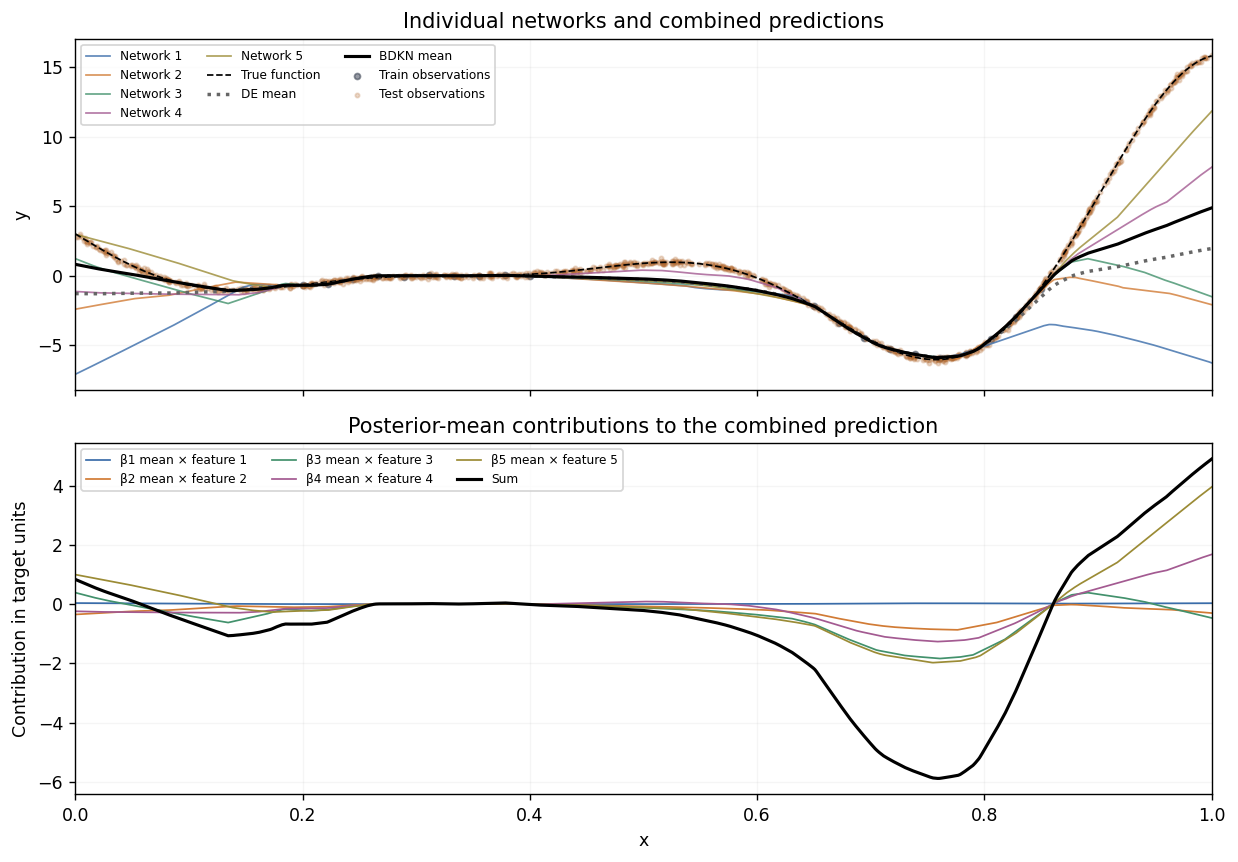 Individual networks and combined predictions
Network 1
Network 2
Network 3
Network 4
Network 5
True function
DE mean
BDKN mean
Train observations
Test observations
15
10
5
0
−5
y
Posterior-mean contributions to the combined prediction
β1 mean × feature 1
β2 mean × feature 2
β3 mean × feature 3
β4 mean × feature 4
β5 mean × feature 5
Sum
4
2
0
−2
−4
−6
Contribution in target units
0.0 0.2 0.4 0.6 0.8 1.0
x